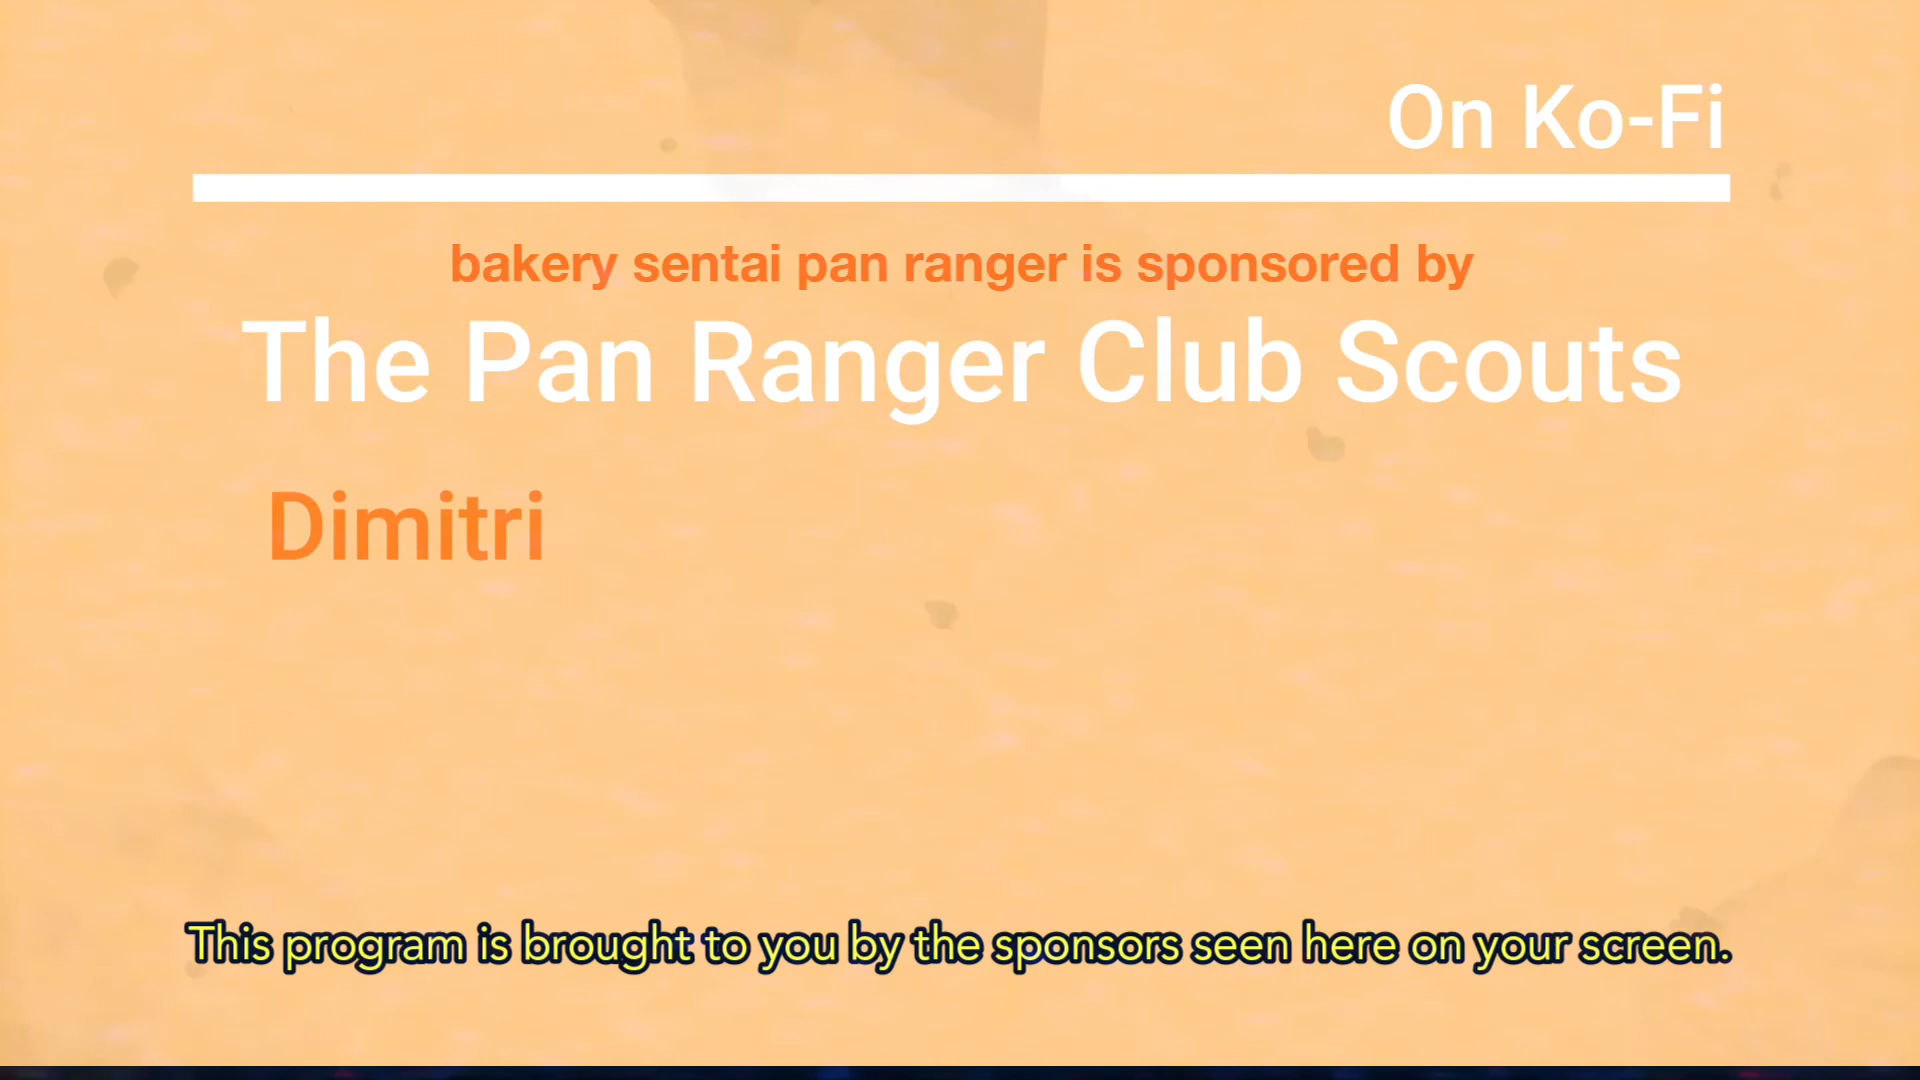 On Ko-Fi
bakery sentai pan ranger is sponsored by
The Pan Ranger Club Scouts
Dimitri
This program is brought to you by the sponsors seen here on your screen.